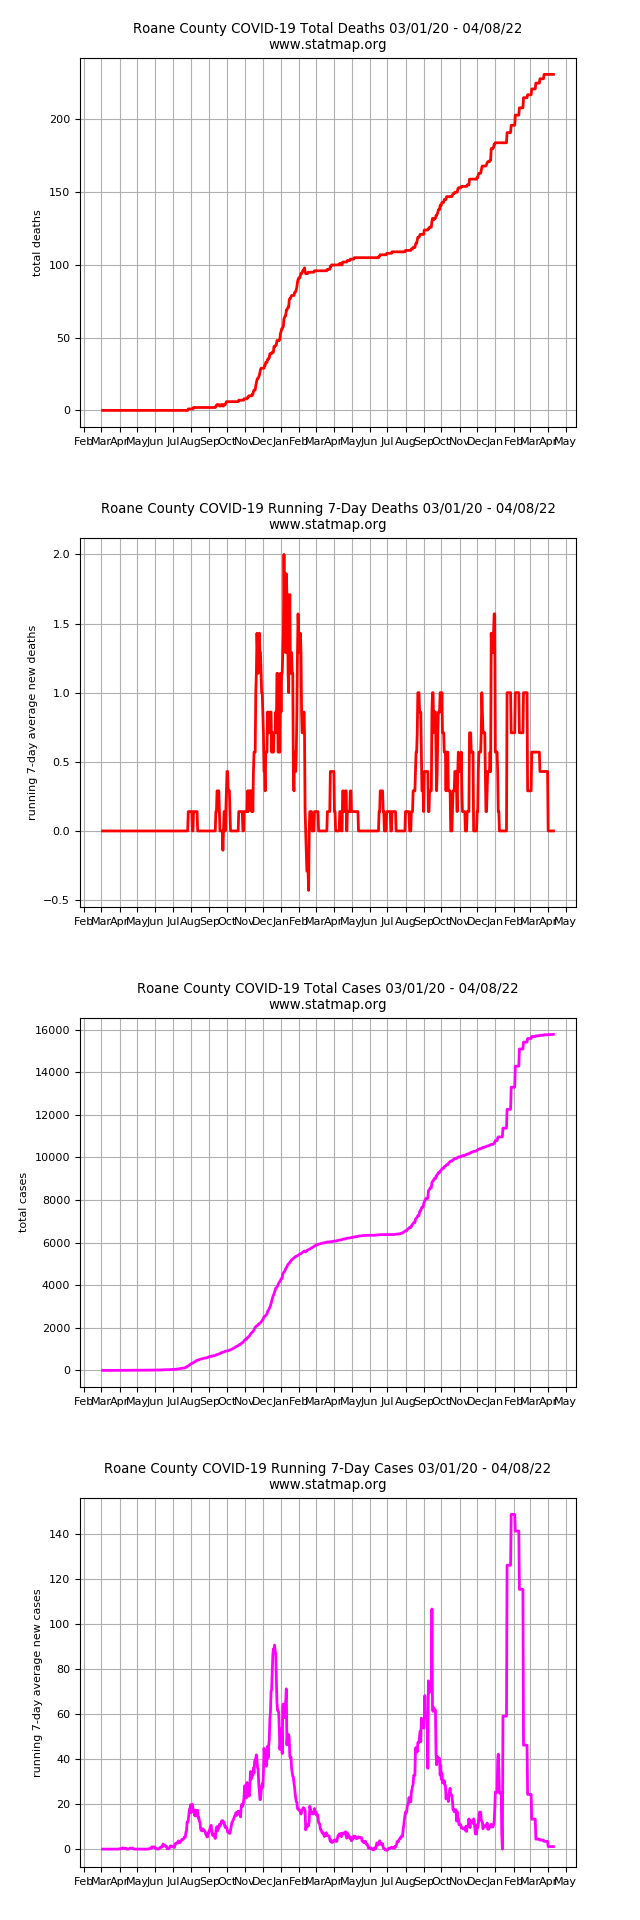 Roane County COVID-19 Total Deaths 03/01/20 - 04/08/22
www.statmap.org
total deaths
200
150
100
50
0
Feb Mar Apr May Jun Jul Aug Sep Oct Nov Dec Jan Feb Mar Apr May Jun Jul Aug Sep Oct Nov Dec Jan Feb Mar Apr May
Roane County COVID-19 Running 7-Day Deaths 03/01/20 - 04/08/22
www.statmap.org
running 7-day average new deaths
2.0
1.5
1.0
0.5
0.0
−0.5
Feb Mar Apr May Jun Jul Aug Sep Oct Nov Dec Jan Feb Mar Apr May Jun Jul Aug Sep Oct Nov Dec Jan Feb Mar Apr May
Roane County COVID-19 Total Cases 03/01/20 - 04/08/22
www.statmap.org
total cases
16000
14000
12000
10000
8000
6000
4000
2000
0
Feb Mar Apr May Jun Jul Aug Sep Oct Nov Dec Jan Feb Mar Apr May Jun Jul Aug Sep Oct Nov Dec Jan Feb Mar Apr May
Roane County COVID-19 Running 7-Day Cases 03/01/20 - 04/08/22
www.statmap.org
running 7-day average new cases
140
120
100
80
60
40
20
0
Feb Mar Apr May Jun Jul Aug Sep Oct Nov Dec Jan Feb Mar Apr May Jun Jul Aug Sep Oct Nov Dec Jan Feb Mar Apr May